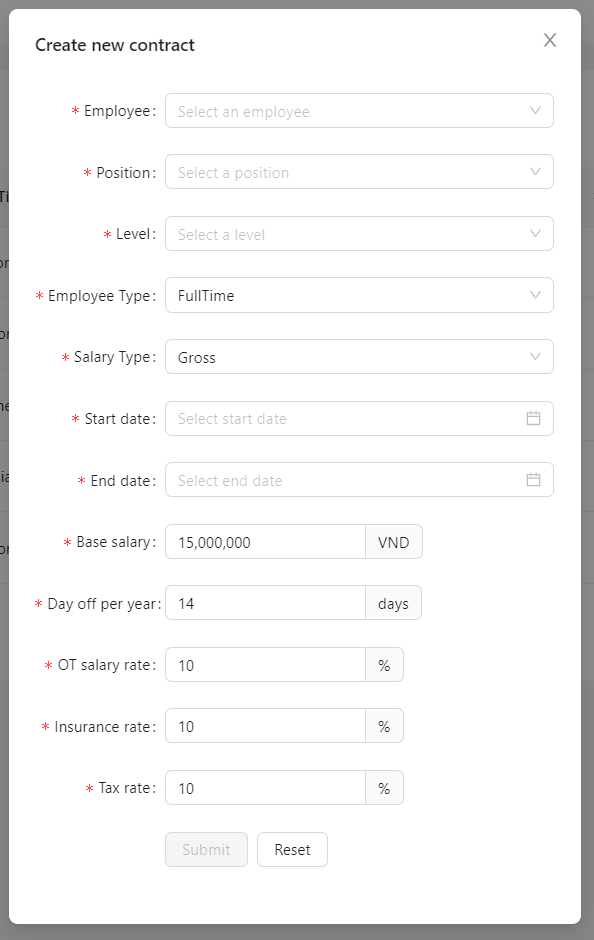 Create new contract
* Employee: Select an employee
* Position: Select a position
* Level: Select a level
* Employee Type: FullTime
* Salary Type: Gross
* Start date: Select start date
* End date: Select end date
* Base salary: 15,000,000 VND
* Day off per year: 14 days
* OT salary rate: 10 %
* Insurance rate: 10 %
* Tax rate: 10 %
Submit Reset